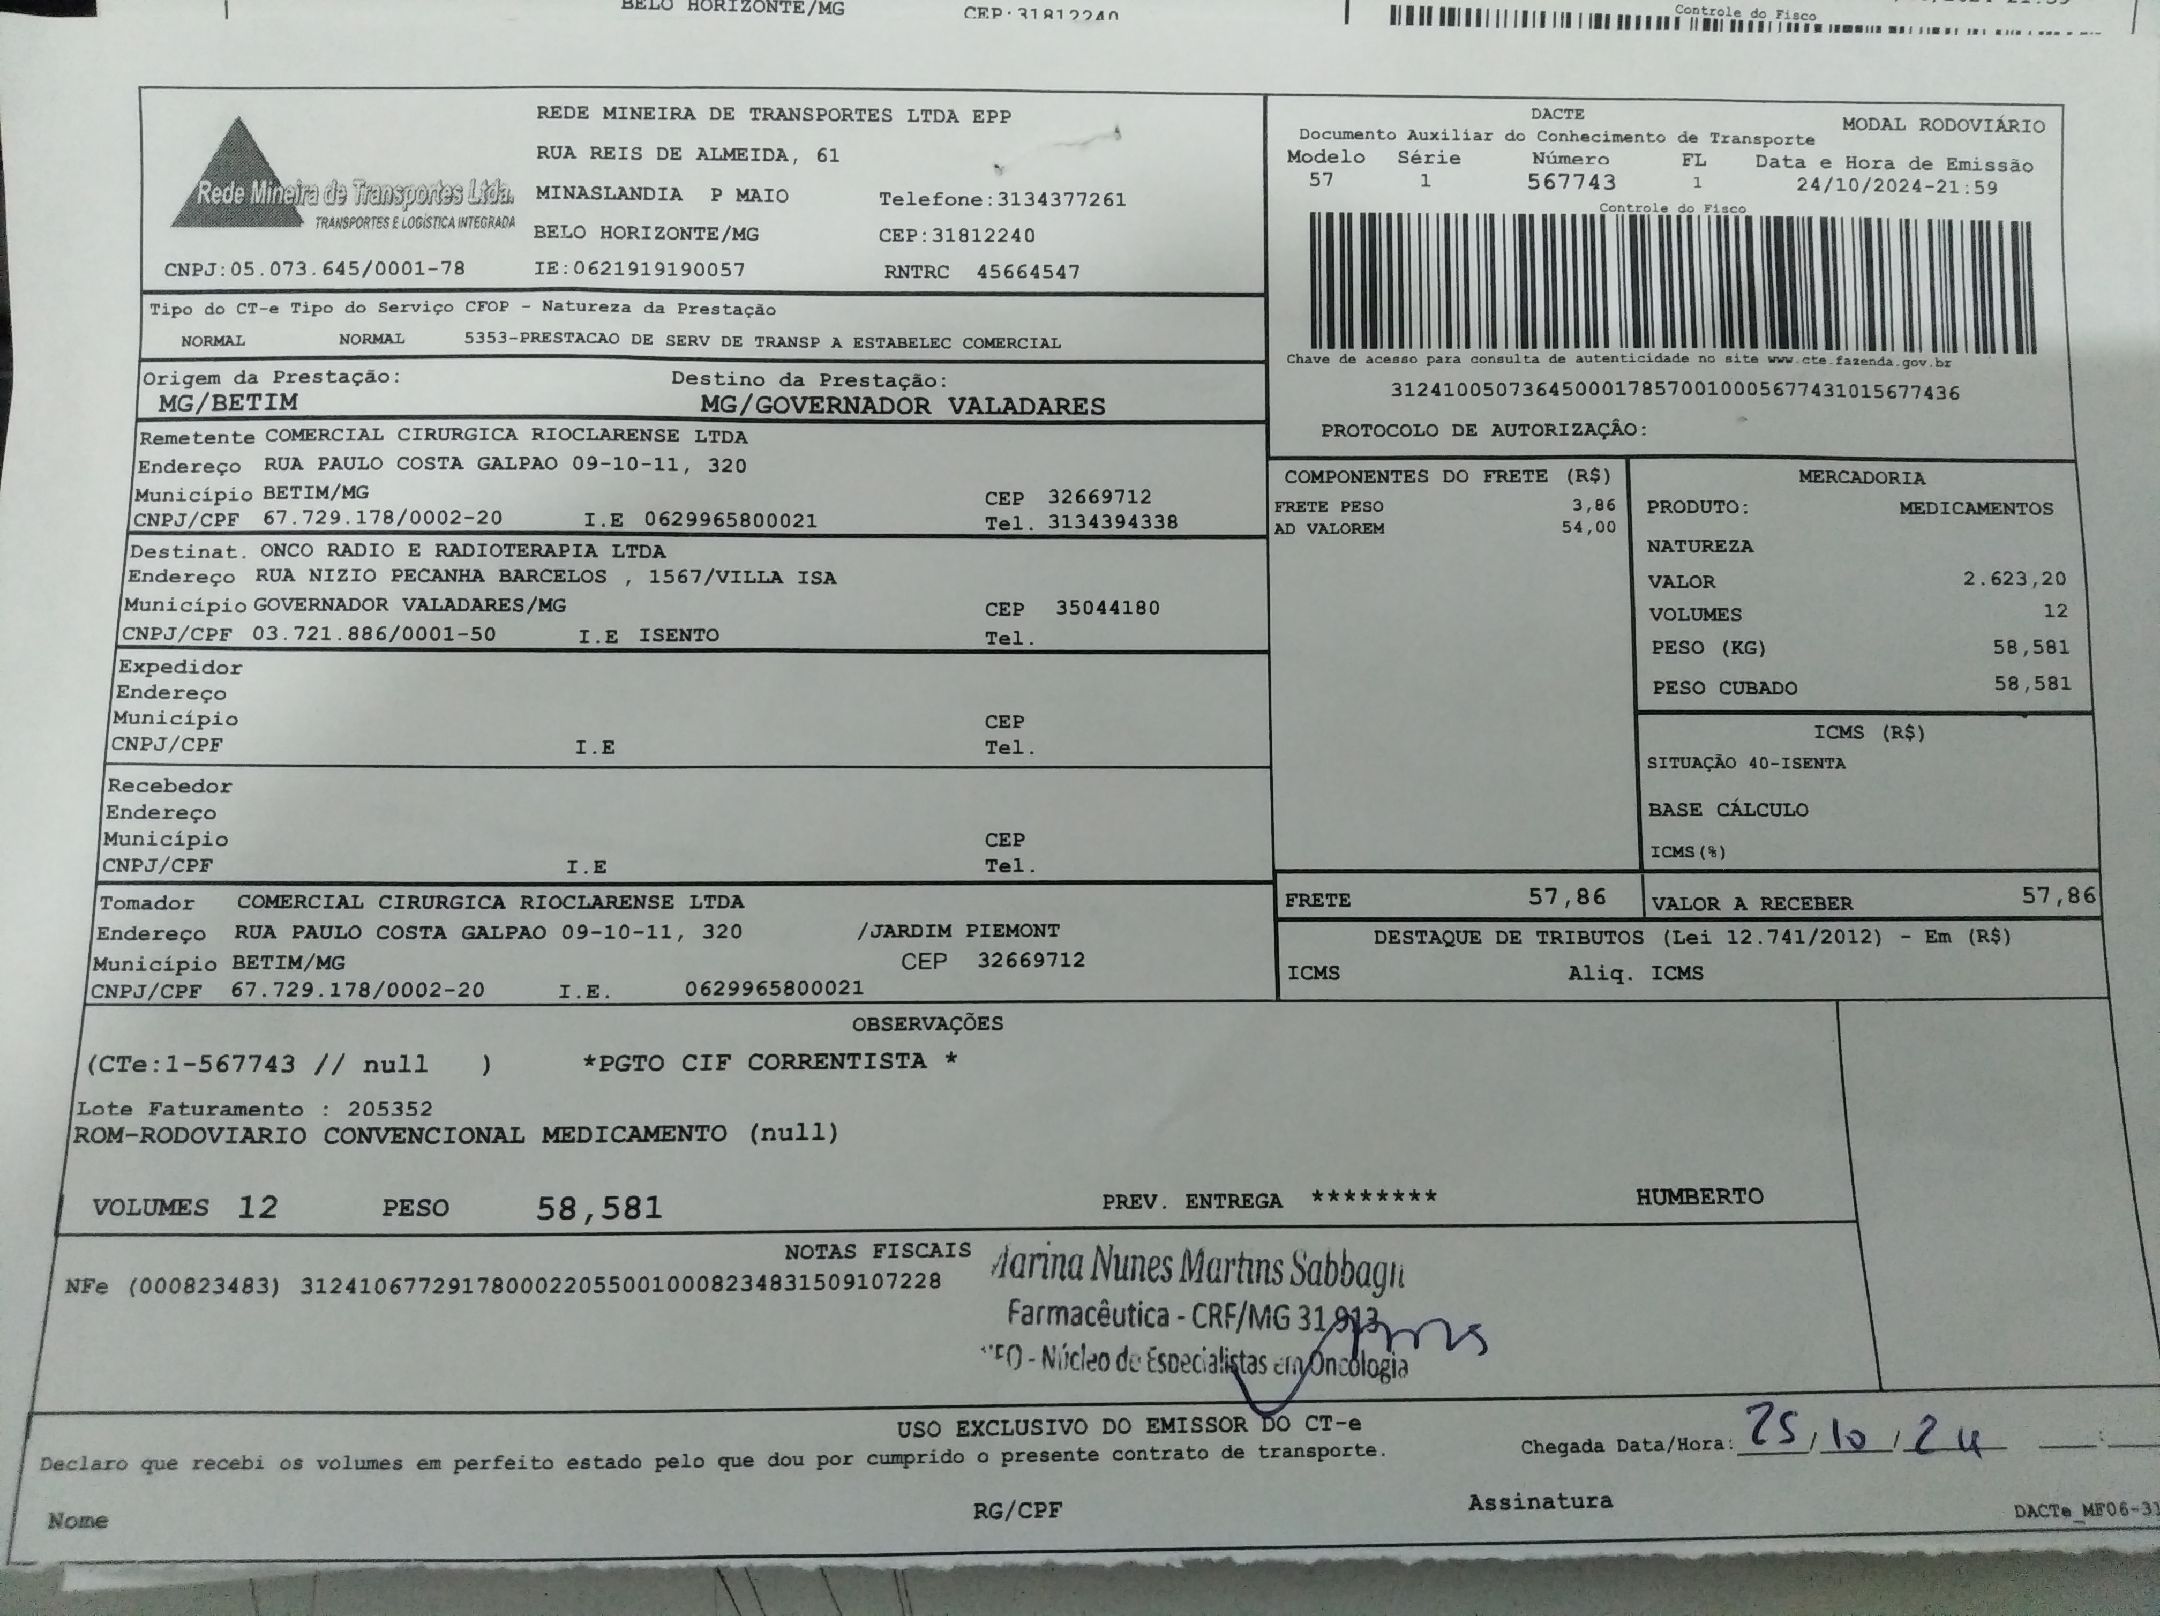 BELO HORIZONTE/MG CEP:31812240 Controle do Fisco
Rede Mineira de Transportes Ltda.
TRANSPORTES E LOGÍSTICA INTEGRADA
REDE MINEIRA DE TRANSPORTES LTDA EPP
RUA REIS DE ALMEIDA, 61
MINASLANDIA P MAIO Telefone:3134377261
BELO HORIZONTE/MG CEP:31812240
CNPJ:05.073.645/0001-78 IE:0621919190057 RNTRC 45664547
DACTE
Documento Auxiliar do Conhecimento de Transporte MODAL RODOVIÁRIO
Modelo Série Número FL Data e Hora de Emissão
57 1 567743 1 24/10/2024-21:59
Controle do Fisco
Chave de acesso para consulta de autenticidade no site www.cte.fazenda.gov.br
31241005073645000178570010005677431015677436
PROTOCOLO DE AUTORIZAÇÃO:
Tipo do CT-e Tipo do Serviço CFOP - Natureza da Prestação
NORMAL NORMAL 5353-PRESTACAO DE SERV DE TRANSP A ESTABELEC COMERCIAL
Origem da Prestação: Destino da Prestação:
MG/BETIM MG/GOVERNADOR VALADARES
Remetente COMERCIAL CIRURGICA RIOCLARENSE LTDA
Endereço RUA PAULO COSTA GALPAO 09-10-11, 320
Município BETIM/MG CEP 32669712
CNPJ/CPF 67.729.178/0002-20 I.E 0629965800021 Tel. 3134394338
Destinat. ONCO RADIO E RADIOTERAPIA LTDA
Endereço RUA NIZIO PECANHA BARCELOS , 1567/VILLA ISA
Município GOVERNADOR VALADARES/MG CEP 35044180
CNPJ/CPF 03.721.886/0001-50 I.E ISENTO Tel.
Expedidor
Endereço
Município CEP
CNPJ/CPF I.E Tel.
Recebedor
Endereço
Município CEP
CNPJ/CPF I.E Tel.
Tomador COMERCIAL CIRURGICA RIOCLARENSE LTDA
Endereço RUA PAULO COSTA GALPAO 09-10-11, 320 /JARDIM PIEMONT
Município BETIM/MG CEP 32669712
CNPJ/CPF 67.729.178/0002-20 I.E. 0629965800021
COMPONENTES DO FRETE (R$)
FRETE PESO 3,86
AD VALOREM 54,00
MERCADORIA
PRODUTO: MEDICAMENTOS
NATUREZA
VALOR 2.623,20
VOLUMES 12
PESO (KG) 58,581
PESO CUBADO 58,581
ICMS (R$)
SITUAÇÃO 40-ISENTA
BASE CÁLCULO
ICMS(%)
FRETE 57,86 VALOR A RECEBER 57,86
DESTAQUE DE TRIBUTOS (Lei 12.741/2012) - Em (R$)
ICMS Aliq. ICMS
OBSERVAÇÕES
(CTe:1-567743 // null ) *PGTO CIF CORRENTISTA *
Lote Faturamento : 205352
ROM-RODOVIARIO CONVENCIONAL MEDICAMENTO (null)
VOLUMES 12 PESO 58,581 PREV. ENTREGA ******** HUMBERTO
NOTAS FISCAIS
NFe (000823483) 31241067729178000220550010008234831509107228
Nunes Martins Sabbagh
Farmacêutica - CRF/MG 31.913
- Núcleo de Especialistas em Oncologia
USO EXCLUSIVO DO EMISSOR DO CT-e
Declaro que recebi os volumes em perfeito estado pelo que dou por cumprido o presente contrato de transporte. Chegada Data/Hora: 25/10/24 :
Nome RG/CPF Assinatura
DACTe_MF06-